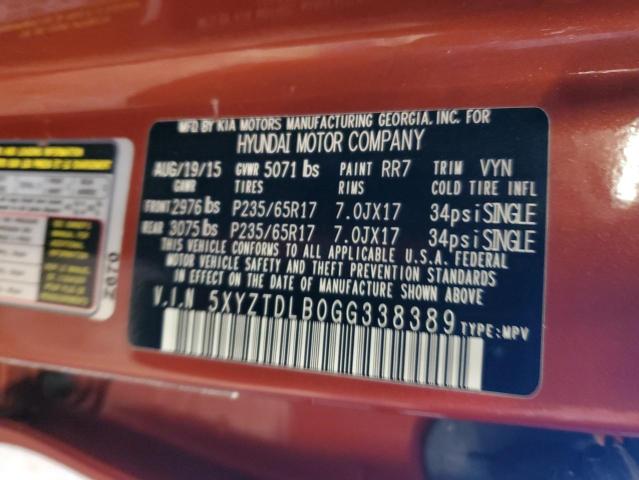 MFD BY KIA MOTORS MANUFACTURING GEORGIA. INC. FOR
HYUNDAI MOTOR COMPANY
AUG/19/15 GVWR 5071 lbs PAINT RR7 TRIM VYN
GAWR TIRES RIMS COLD TIRE INFL
FRONT 2976 lbs P235/65R17 7.0JX17 34psi SINGLE
REAR 3075 lbs P235/65R17 7.0JX17 34psi SINGLE
THIS VEHICLE CONFORMS TO ALL APPLICABLE U.S.A. FEDERAL
MOTOR VEHICLE SAFETY AND THEFT PREVENTION STANDARDS
IN EFFECT ON THE DATE OF MANUFACTURE SHOWN ABOVE
V.I.N 5XYZTDLB0GG338389 TYPE: MPV
2070